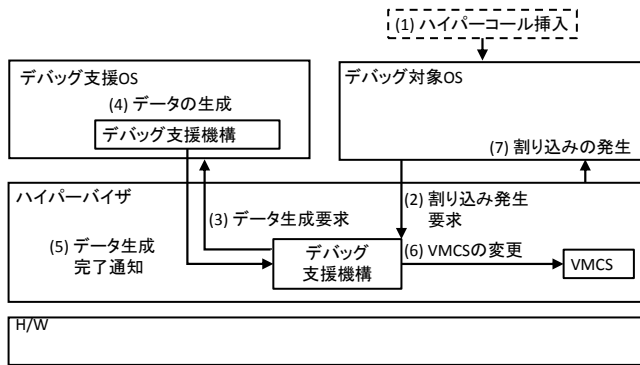 (1) ハイパーコール挿入
デバッグ支援OS
(4) データの生成
デバッグ支援機構
デバッグ対象OS
(7) 割り込みの発生
ハイパーバイザ
(3) データ生成要求
(2) 割り込み発生
要求
(5) データ生成
完了通知
デバッグ
支援機構
(6) VMCSの変更
VMCS
H/W